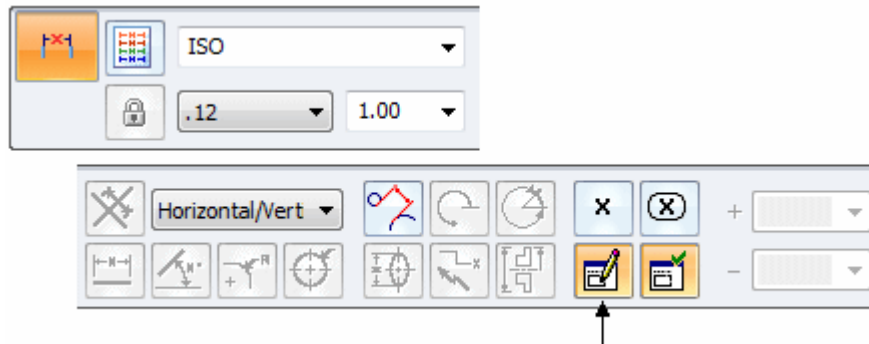 ISO
.12 1.00
Horizontal/Vert x x +
-